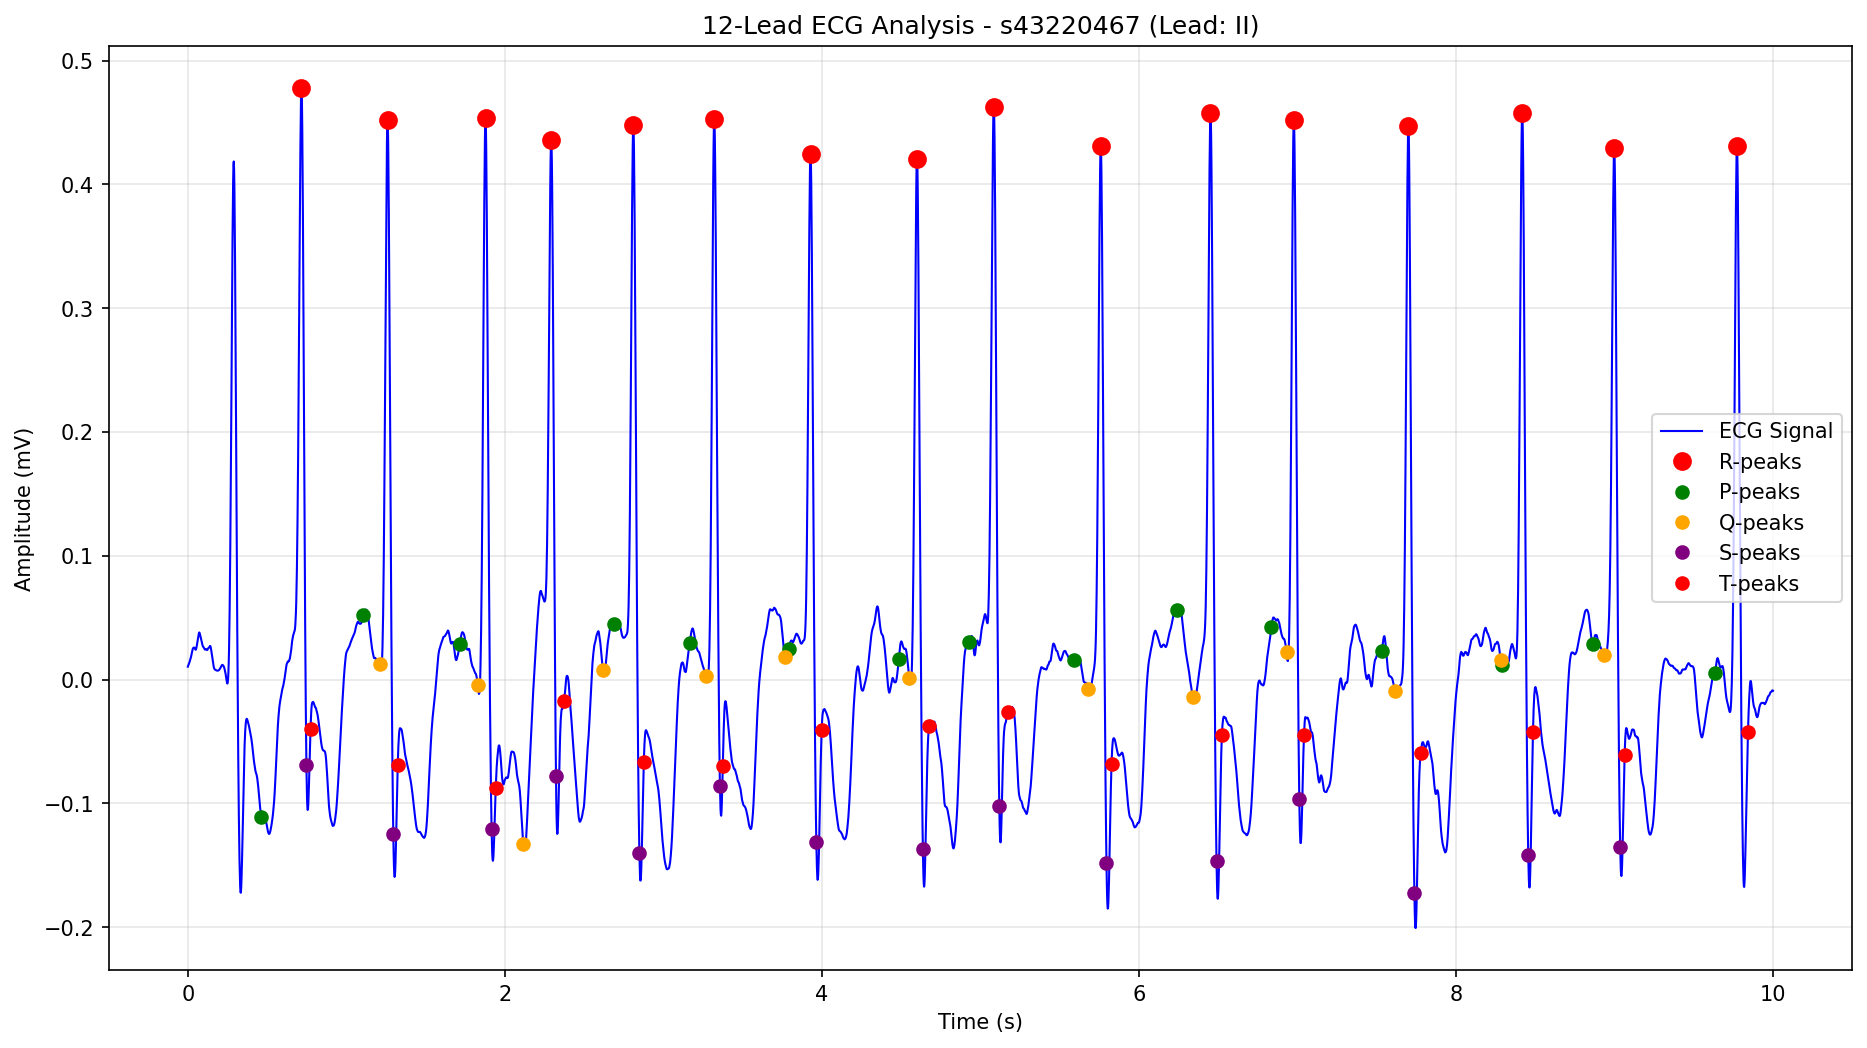 12-Lead ECG Analysis - s43220467 (Lead: II)
Amplitude (mV)
0.5
0.4
0.3
0.2
0.1
0.0
−0.1
−0.2
ECG Signal
R-peaks
P-peaks
Q-peaks
S-peaks
T-peaks
0 2 4 6 8 10
Time (s)